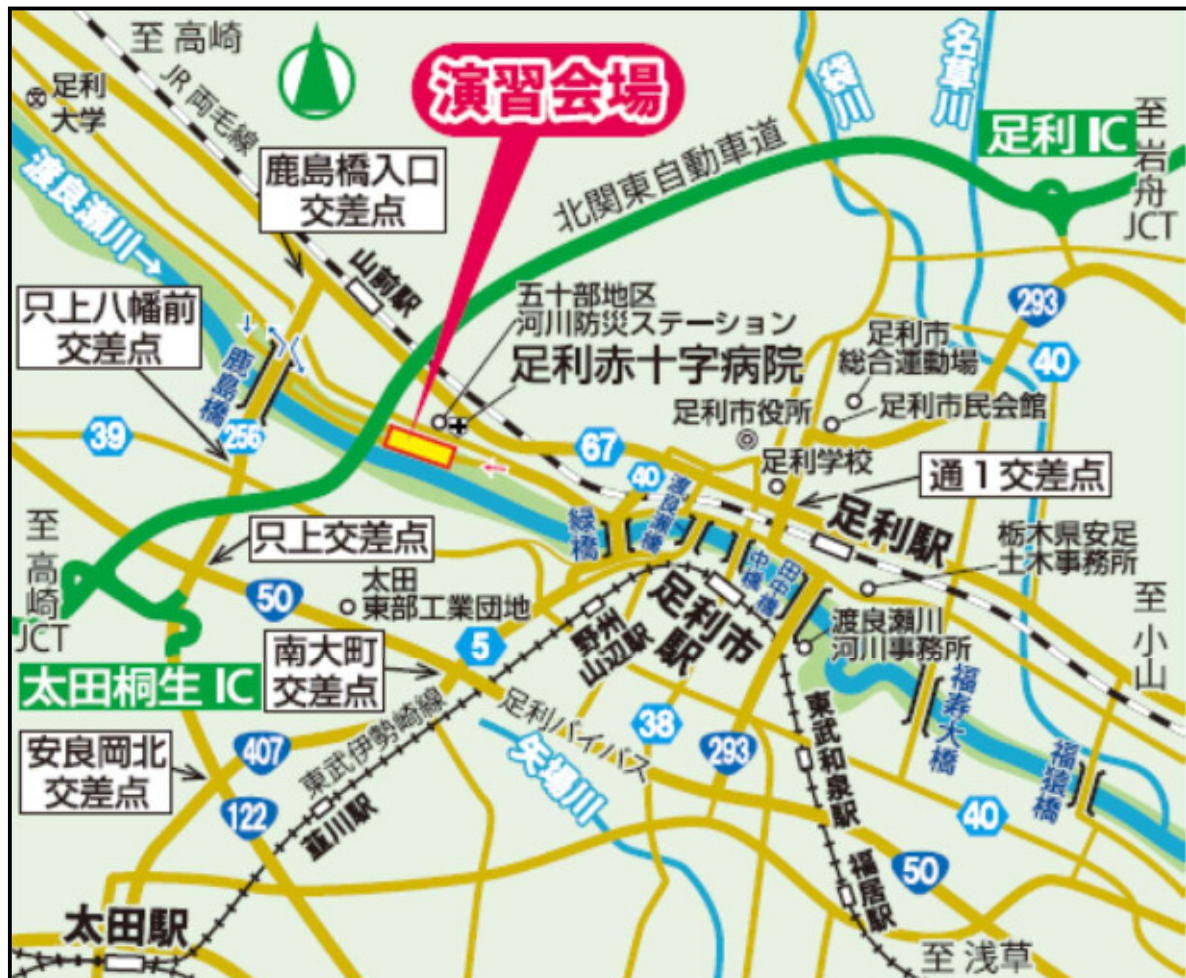 至 高崎
足利
大学
JR 両毛線
演習会場
袋川
名草川
足利 IC
至 岩舟 JCT
渡良瀬川→
鹿島橋入口
交差点
北関東自動車道
山前駅
只上八幡前
交差点
五十部地区
河川防災ステーション
足利赤十字病院
足利市
総合運動場
293
40
足利市役所
足利市民会館
鹿島橋
39
256
67
40
足利学校
通1交差点
渡良瀬橋
緑橋
中橋
田中橋
足利駅
栃木県安足
土木事務所
至 高崎 JCT
只上交差点
50
太田
東部工業団地
5
野州
山辺駅
足利市
駅
渡良瀬川
河川事務所
至 小山
太田桐生 IC
南大町
交差点
足利バイパス
38
293
東武和泉駅
福寿大橋
福猿橋
安良岡北
交差点
407
東武伊勢崎線
矢場川
122
韮川駅
40
50
福居駅
太田駅
至 浅草